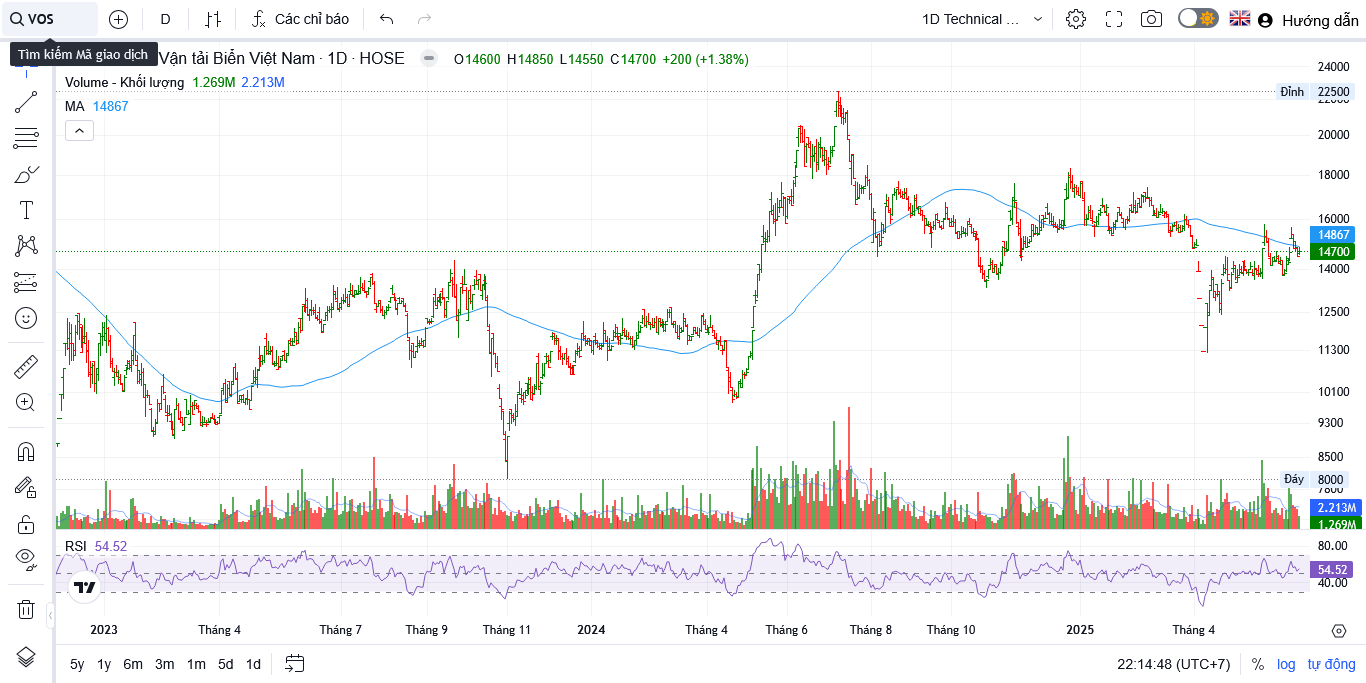 VOS D Các chỉ báo 1D Technical ... Hướng dẫn
Tìm kiếm Mã giao dịch Vận tải Biển Việt Nam · 1D · HOSE O14600 H14850 L14550 C14700 +200 (+1.38%)
Volume - Khối lượng 1.269M 2.213M
MA 14867
24000
Đỉnh 22500
22000
20000
18000
16000
14867
14700
14000
12500
11300
10100
9300
8500
Đáy 8000
7800
2.213M
1.269M
RSI 54.52
80.00
54.52
40.00
2023 Tháng 4 Tháng 7 Tháng 9 Tháng 11 2024 Tháng 4 Tháng 6 Tháng 8 Tháng 10 2025 Tháng 4
5y 1y 6m 3m 1m 5d 1d 22:14:48 (UTC+7) % log tự động